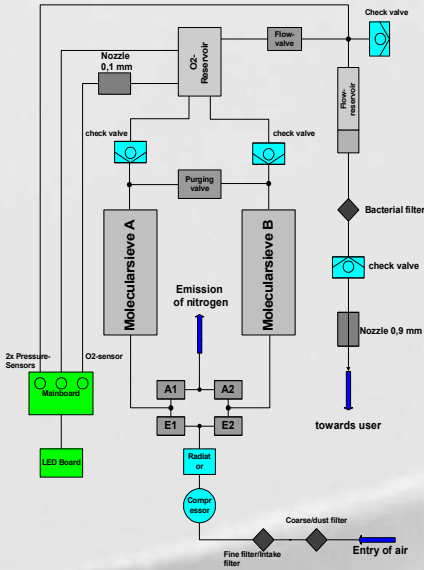 Check valve
Nozzle
0,1 mm
O2-
Reservoir
Flow-
valve
Flow-
reservoir
check valve
check valve
Purging
valve
Molecularsieve A
Molecularsieve B
Bacterial filter
Emission
of nitrogen
check valve
Nozzle 0,9 mm
2x Pressure-
Sensors
O2-sensor
Mainboard
A1
A2
towards user
E1
E2
LED Board
Radiat
or
Compr
essor
Coarse/dust filter
Fine filter/Intake
filter
Entry of air